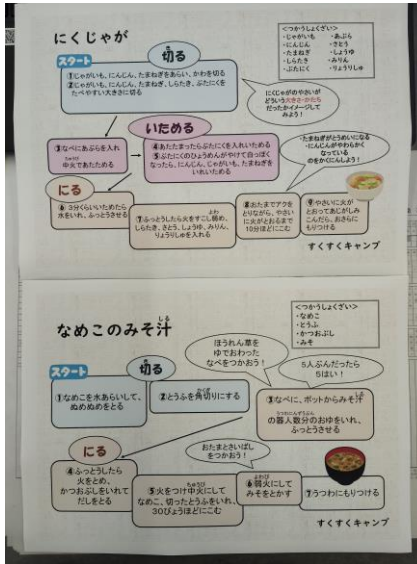 にくじゃが
<つかうしょくざい>
・じゃがいも ・あぶら
・にんじん ・さとう
・たまねぎ ・しょうゆ
・しらたき ・みりん
・ぶたにく ・りょうりしゅ
スタート
切る
①じゃがいも、にんじん、たまねぎをあらい、かわを切る
②じゃがいも、にんじん、たまねぎ、しらたき、ぶたにくを
たべやすい大きさに切る
にくじゃがのやさいが
どういう大きさ・かたち
だったかイメージして
みよう!
いためる
③なべにあぶらを入れ
中火であたためる
④あたたまったらぶたにくを入れいためる
⑤ぶたにくのひょうめんがやけて白っぽく
なったら、にんじん、じゃがいも、たまねぎを
いれいためる
・たまねぎがとうめいになる
・にんじんがやわらかく
なっている
のをかくにんしよう!
にる
⑥3分くらいいためたら
水をいれ、ふっとうさせる
⑦ふっとうしたら火をすこし弱め、
しらたき、さとう、しょうゆ、みりん、
りょうりしゅを入れる
⑧おたまでアクを
とりながら、やさい
に火がとおるまで
10分ほどにこむ
⑨やさいに火が
とおってあじがしみ
こんだら、おさらに
もりつける
すくすくキャンプ
なめこのみそ汁
<つかうしょくざい>
・なめこ
・とうふ
・かつおぶし
・みそ
スタート
切る
①なめこを水あらいして、
ぬめぬめをとる
②とうふを角切りにする
ほうれん草を
ゆでおわった
なべをつかおう!
5人ぶんだったら
5はい!
③なべに、ポットからみそ汁
の器人数分のおゆをいれ、
ふっとうさせる
にる
④ふっとうしたら
火をとめ、
かつおぶしをいれて
だしをとる
おたまとさいばし
をつかおう!
⑤火をつけ中火にして
なめこ、切ったとうふをいれ、
30びょうほどにこむ
⑥弱火にして
みそをとかす
⑦うつわにもりつける
すくすくキャンプ